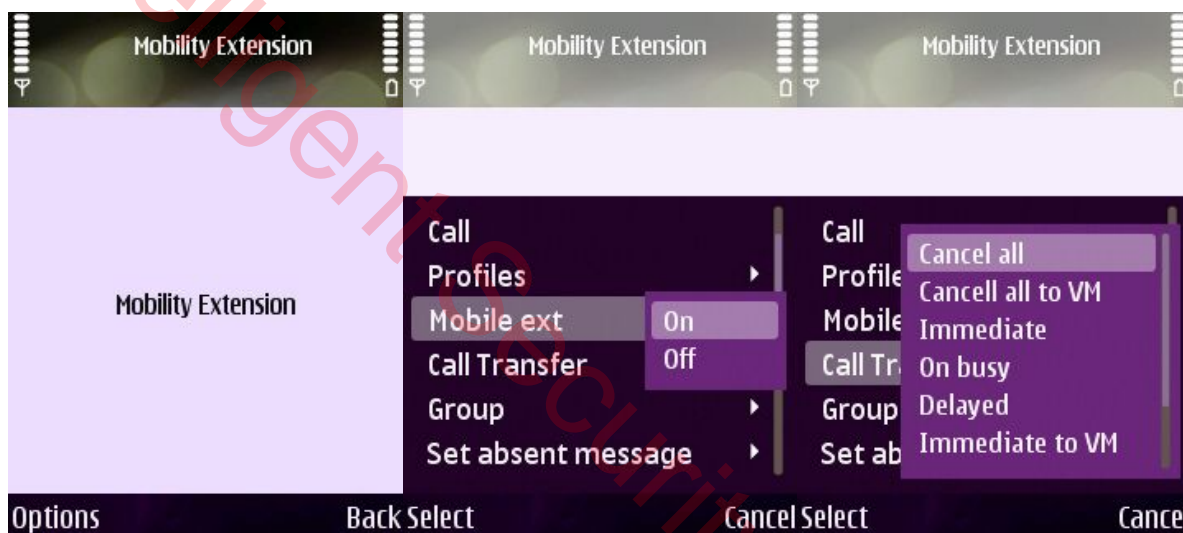 Mobility Extension
Mobility Extension
Options Back
Mobility Extension
Call
Profiles
Mobile ext
On
Off
Call Transfer
Group
Set absent message
Select Cancel
Mobility Extension
Call
Profile
Mobile
Call Tr
Group
Set ab
Cancel all
Cancell all to VM
Immediate
On busy
Delayed
Immediate to VM
Select Cance
elligent Securit